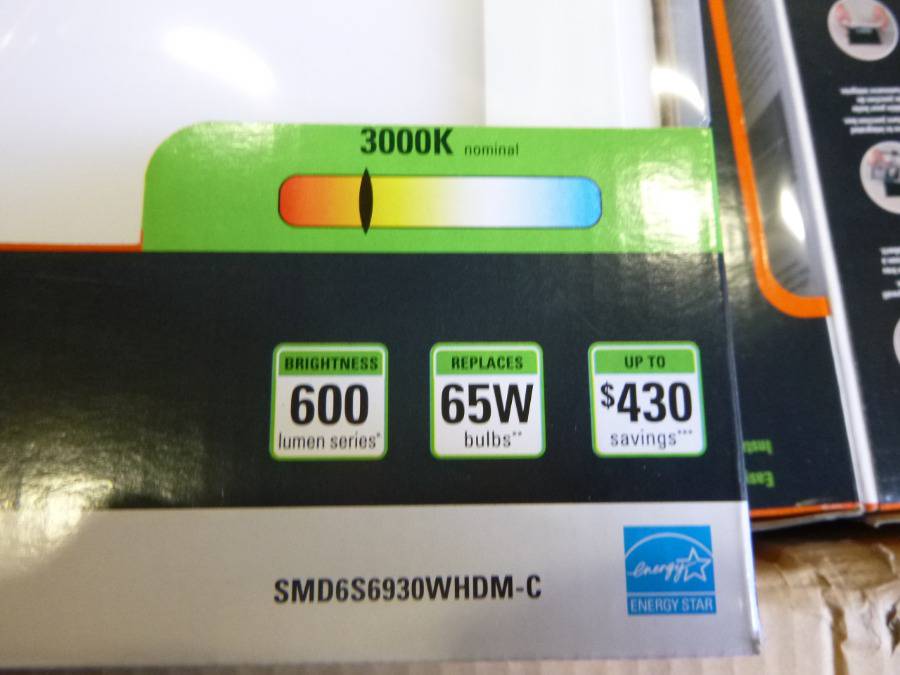 3000K nominal
BRIGHTNESS
600
lumen series*
REPLACES
65W
bulbs**
UP TO
$430
savings***
SMD6S6930WHDM-C
energy
ENERGY STAR